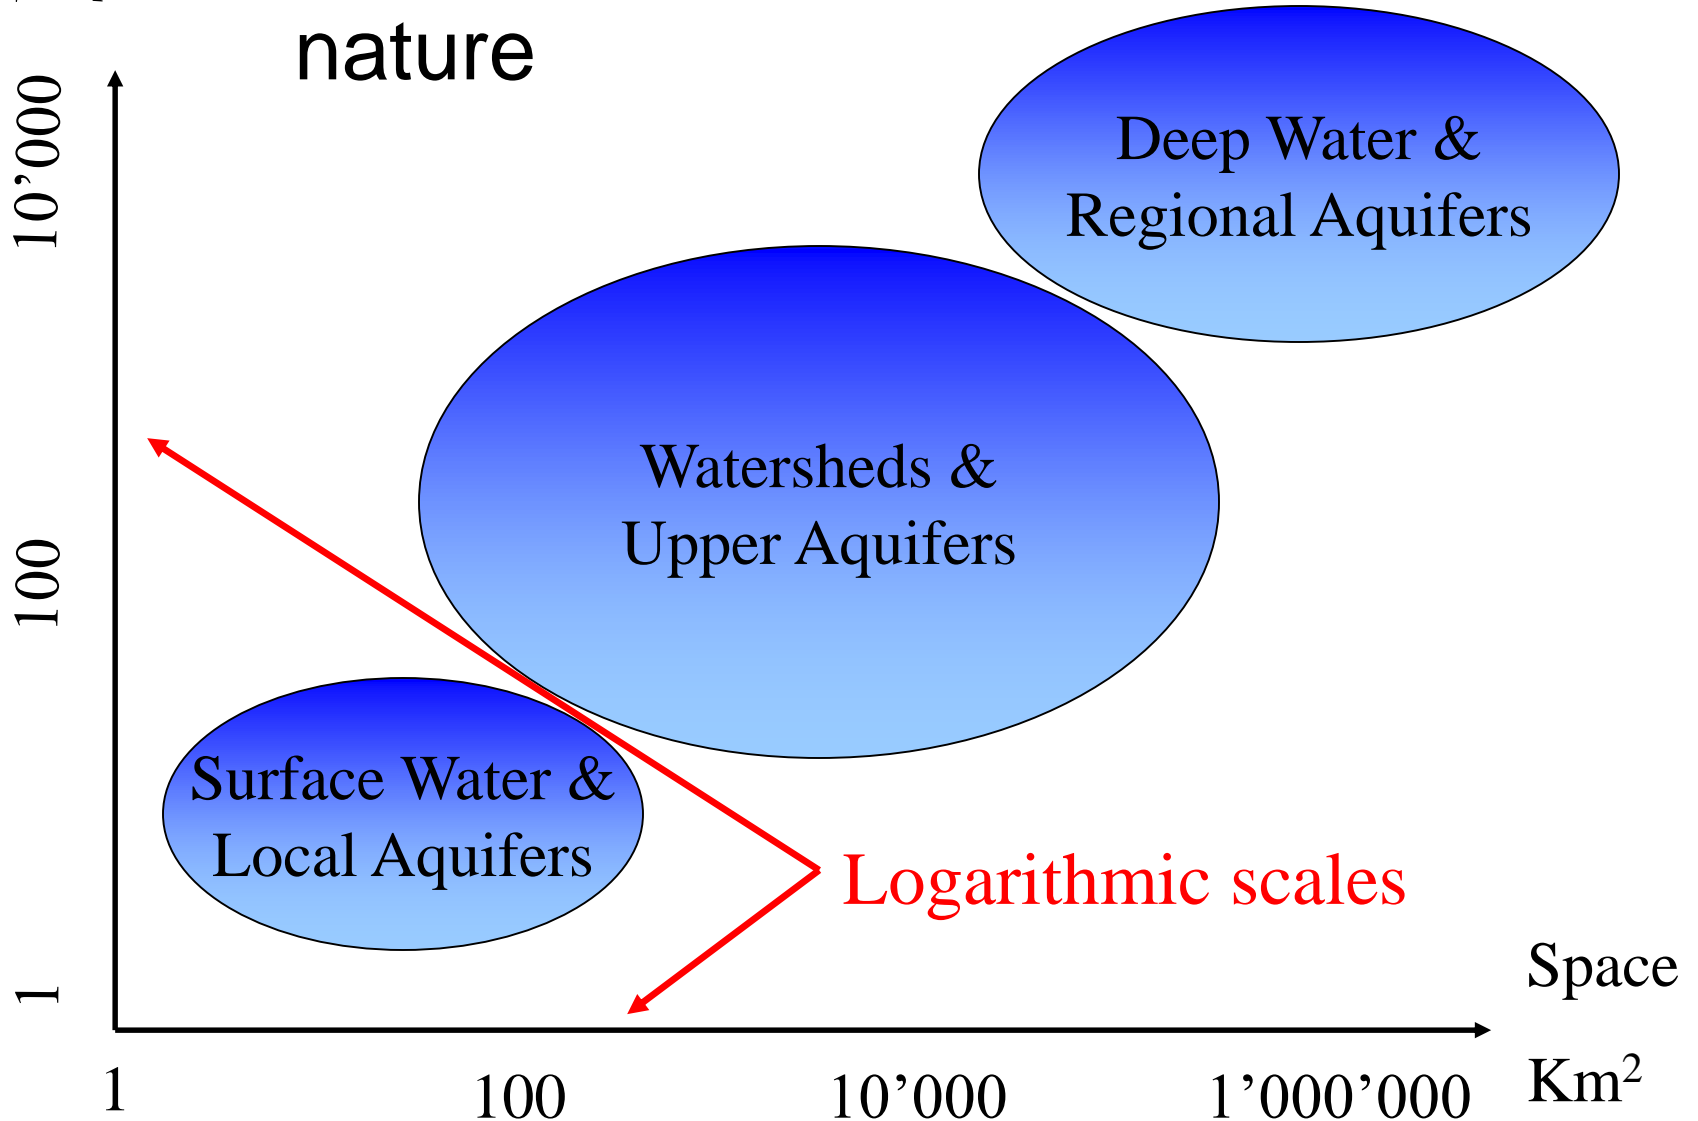 nature
10’000
100
1
Deep Water &
Regional Aquifers
Watersheds &
Upper Aquifers
Surface Water &
Local Aquifers
Logarithmic scales
Space
Km²
1
100
10’000
1’000’000